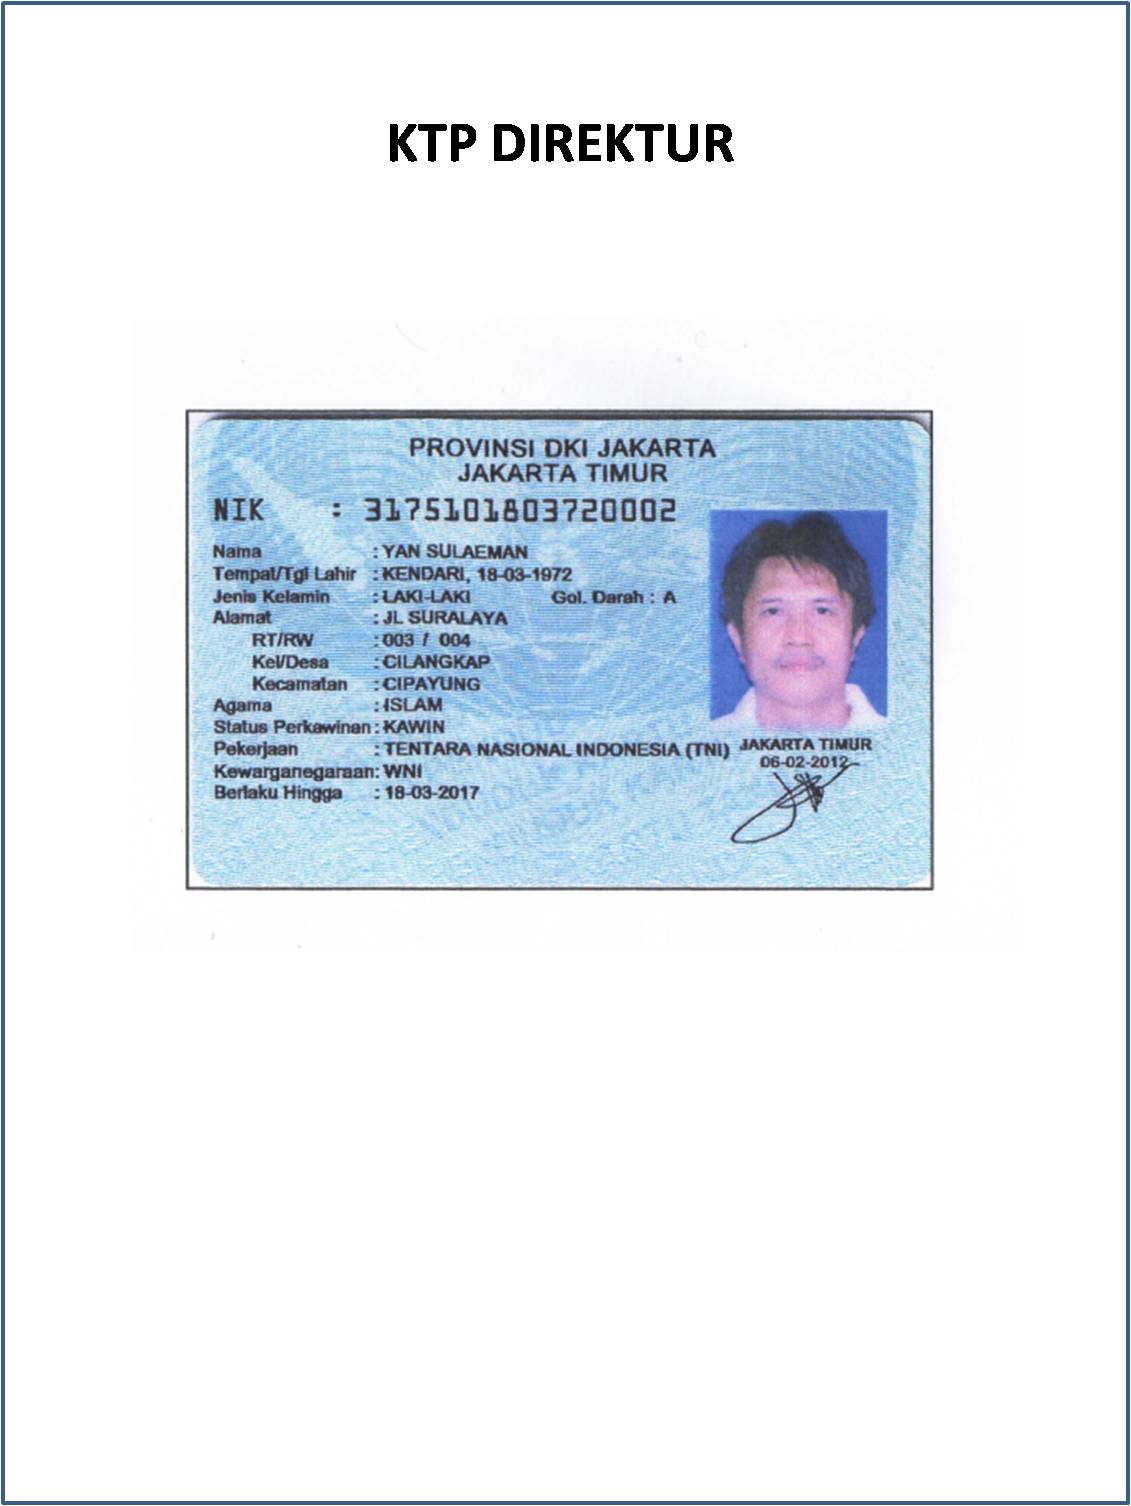 KTP DIREKTUR
PROVINSI DKI JAKARTA
JAKARTA TIMUR
NIK : 3175101803720002
Nama : YAN SULAEMAN
Tempat/Tgl Lahir : KENDARI, 18-03-1972
Jenis Kelamin : LAKI-LAKI Gol. Darah : A
Alamat : JL SURALAYA
RT/RW : 003 / 004
Kel/Desa : CILANGKAP
Kecamatan : CIPAYUNG
Agama : ISLAM
Status Perkawinan : KAWIN
Pekerjaan : TENTARA NASIONAL INDONESIA (TNI)
Kewarganegaraan: WNI
Berlaku Hingga : 18-03-2017
JAKARTA TIMUR
06-02-2012